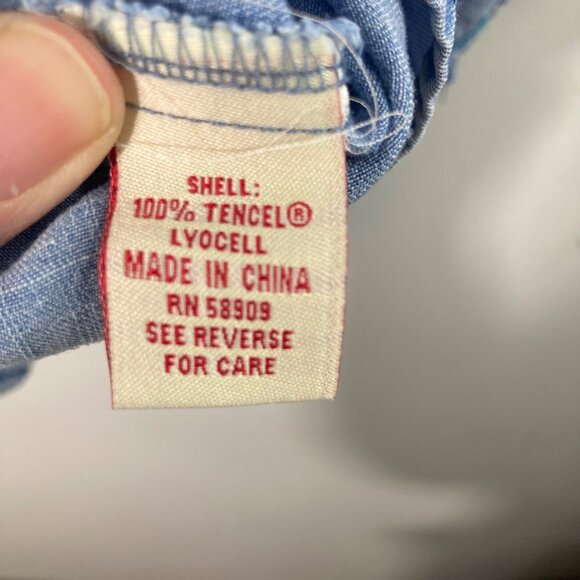 SHELL:
100% TENCEL®
LYOCELL
MADE IN CHINA
RN 58909
SEE REVERSE
FOR CARE